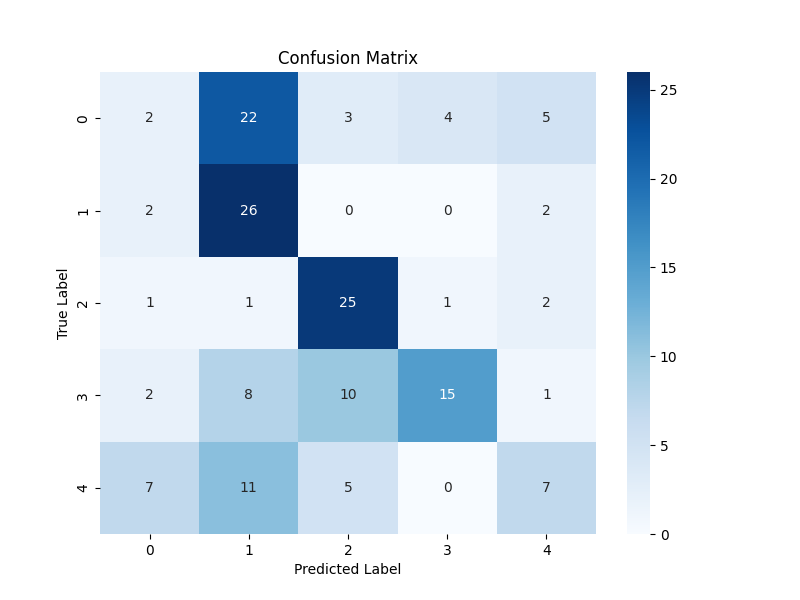 Confusion Matrix
True Label
0 2 22 3 4 5
1 2 26 0 0 2
2 1 1 25 1 2
3 2 8 10 15 1
4 7 11 5 0 7
0 1 2 3 4
Predicted Label
25
20
15
10
5
0